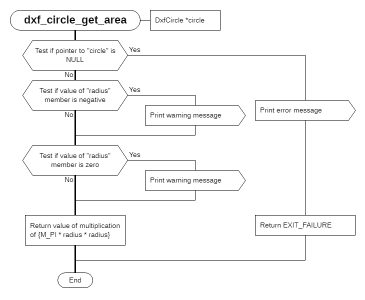 dxf_circle_get_area
DxfCircle *circle
Test if pointer to "circle" is
NULL
Yes
No
Test if value of "radius"
member is negative
Yes
Print warning message
Print error message
No
Test if value of "radius"
member is zero
Yes
Print warning message
No
Return value of multiplication
of {M_PI * radius * radius}
Return EXIT_FAILURE
End